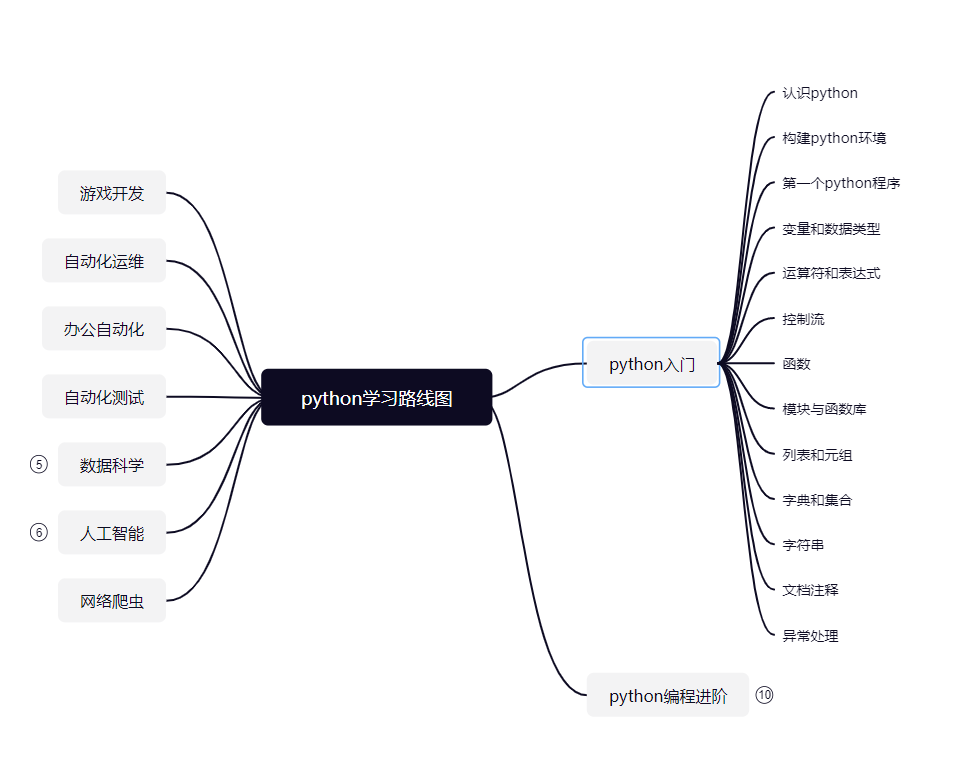 python学习路线图
python入门
认识python
构建python环境
第一个python程序
变量和数据类型
运算符和表达式
控制流
函数
模块与函数库
列表和元组
字典和集合
字符串
文档注释
异常处理
python编程进阶
10
游戏开发
自动化运维
办公自动化
自动化测试
5
数据科学
6
人工智能
网络爬虫